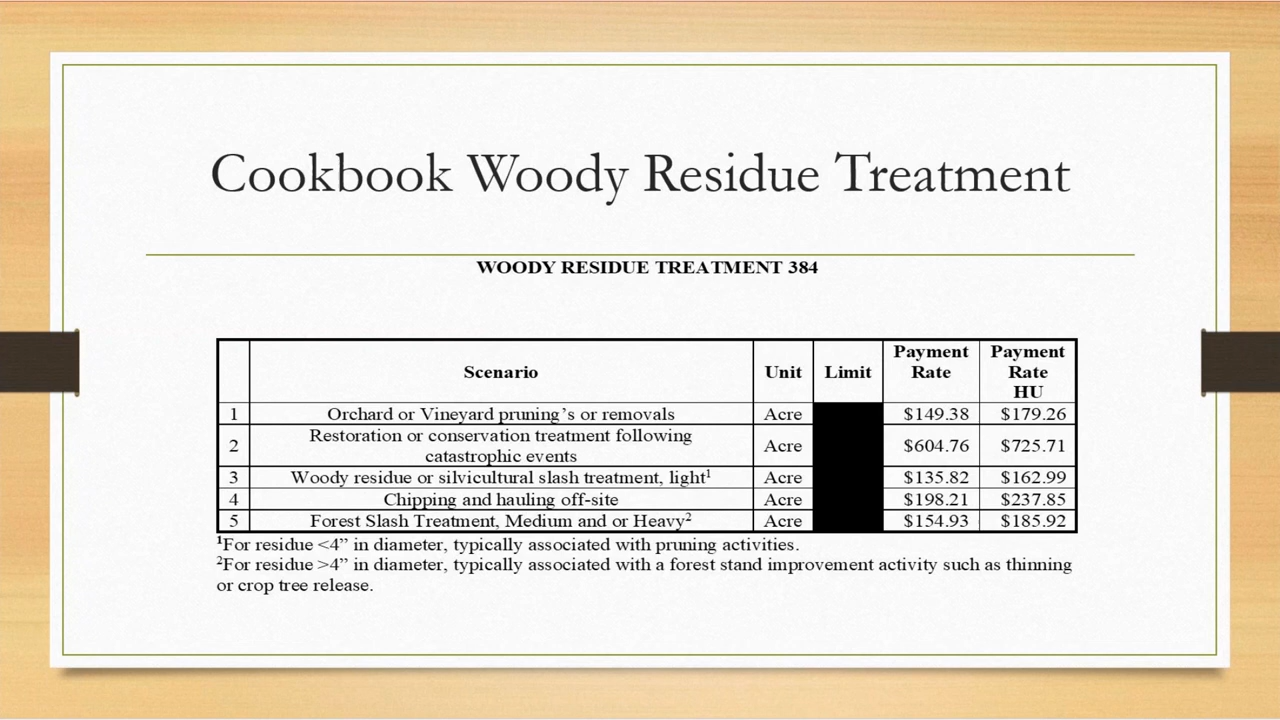 Cookbook Woody Residue Treatment
WOODY RESIDUE TREATMENT 384
Scenario Unit Limit Payment Rate Payment Rate HU
1 Orchard or Vineyard pruning’s or removals Acre $149.38 $179.26
2 Restoration or conservation treatment following catastrophic events Acre $604.76 $725.71
3 Woody residue or silvicultural slash treatment, light¹ Acre $135.82 $162.99
4 Chipping and hauling off-site Acre $198.21 $237.85
5 Forest Slash Treatment, Medium and or Heavy² Acre $154.93 $185.92
¹For residue <4” in diameter, typically associated with pruning activities.
²For residue >4” in diameter, typically associated with a forest stand improvement activity such as thinning
or crop tree release.